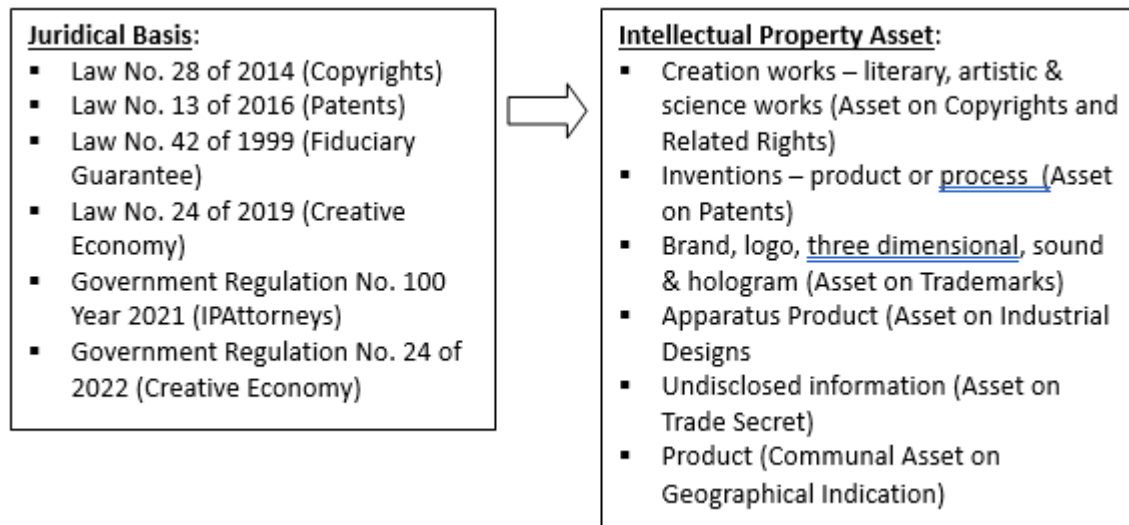 Juridical Basis:
▪ Law No. 28 of 2014 (Copyrights)
▪ Law No. 13 of 2016 (Patents)
▪ Law No. 42 of 1999 (Fiduciary
Guarantee)
▪ Law No. 24 of 2019 (Creative
Economy)
▪ Government Regulation No. 100
Year 2021 (IPAttorneys)
▪ Government Regulation No. 24 of
2022 (Creative Economy)
Intellectual Property Asset:
▪ Creation works – literary, artistic &
science works (Asset on Copyrights and
Related Rights)
▪ Inventions – product or process (Asset
on Patents)
▪ Brand, logo, three dimensional, sound
& hologram (Asset on Trademarks)
▪ Apparatus Product (Asset on Industrial
Designs
▪ Undisclosed information (Asset on
Trade Secret)
▪ Product (Communal Asset on
Geographical Indication)